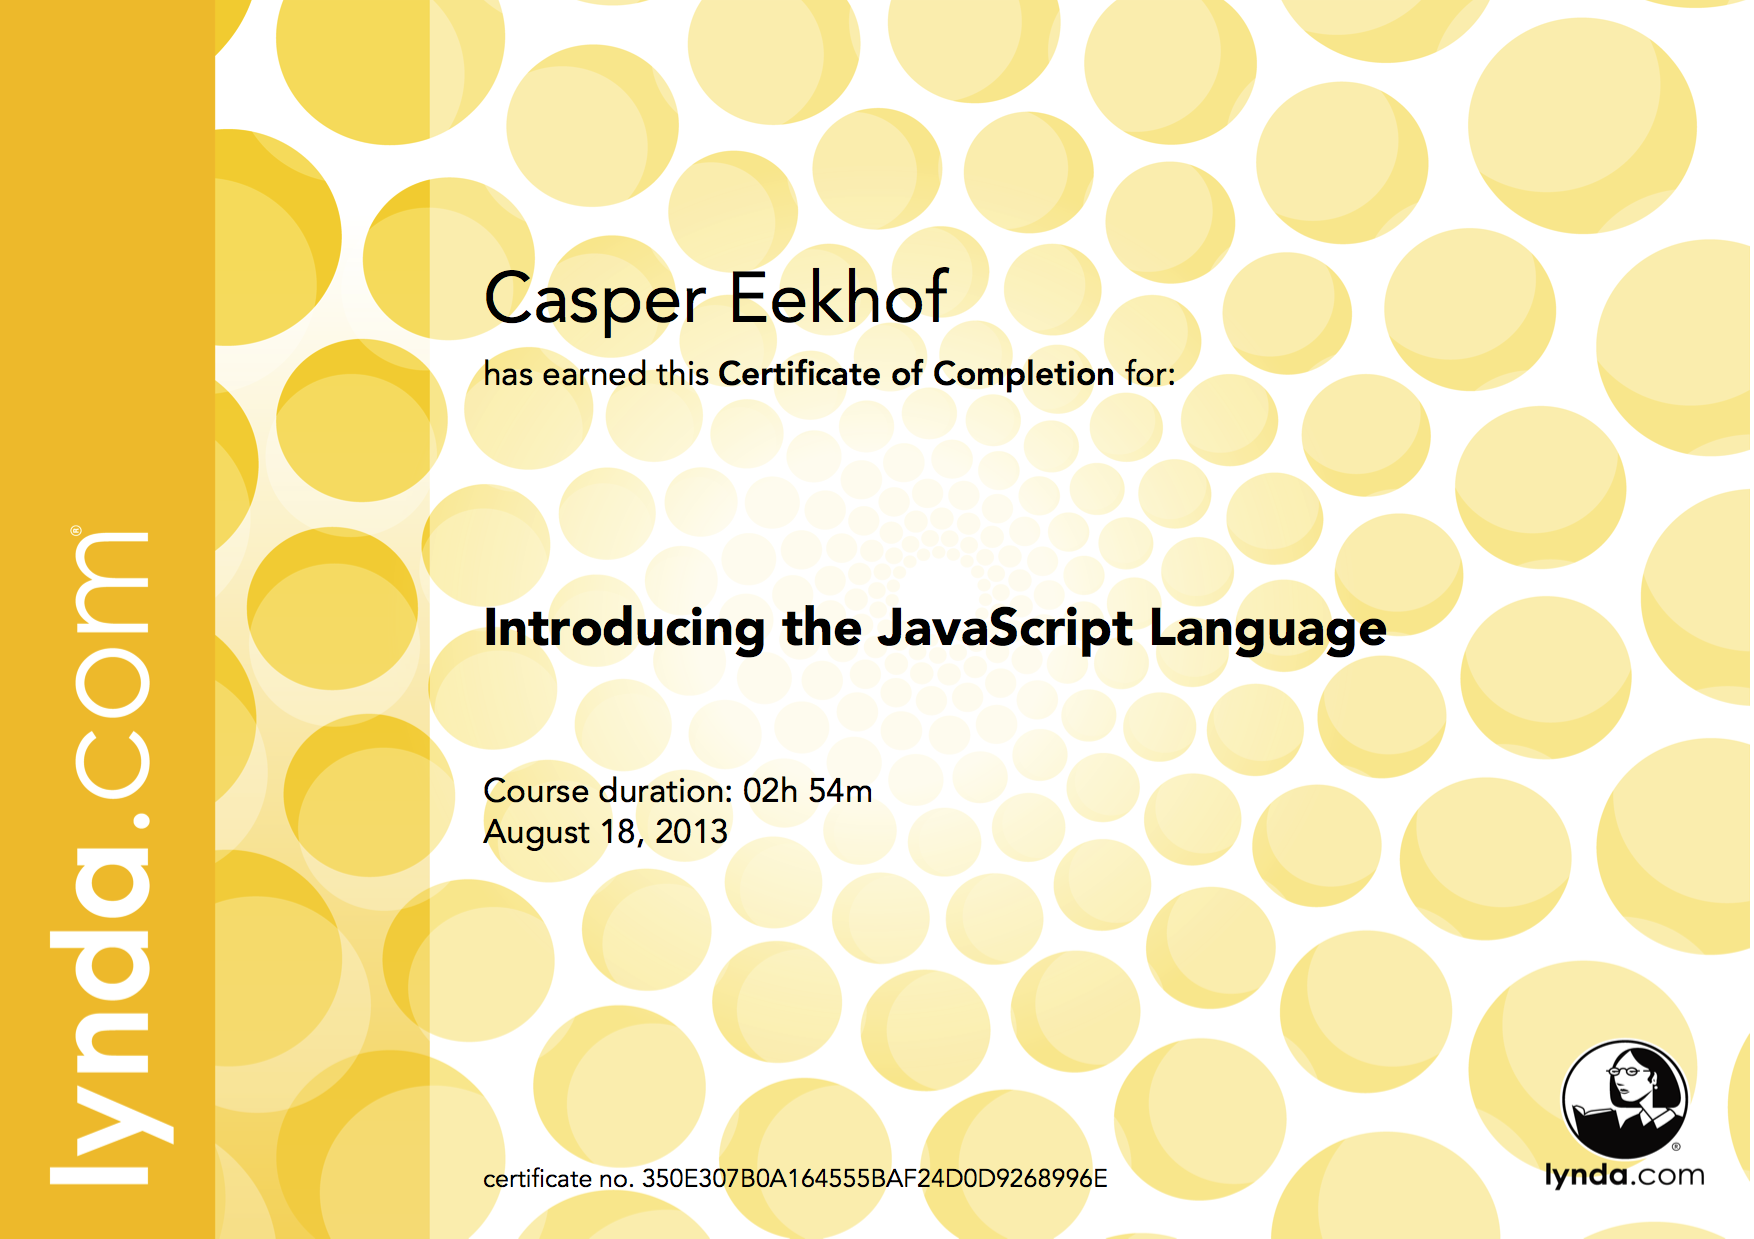 lynda.com®
Casper Eekhof
has earned this Certificate of Completion for:
Introducing the JavaScript Language
Course duration: 02h 54m
August 18, 2013
certificate no. 350E307B0A164555BAF24D0D9268996E
®
lynda.com